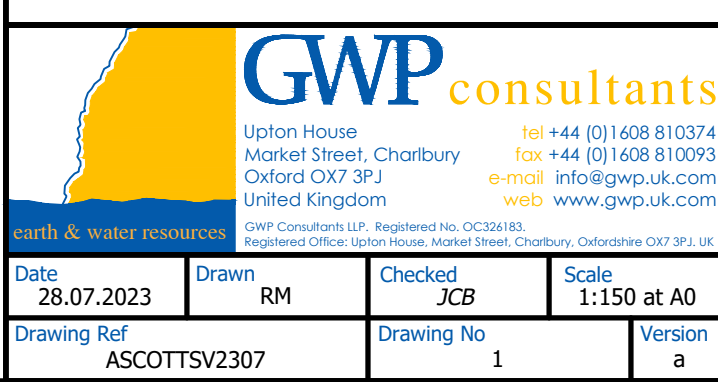 GWP consultants
Upton House
Market Street, Charlbury
Oxford OX7 3PJ
United Kingdom
tel +44 (0)1608 810374
fax +44 (0)1608 810093
e-mail info@gwp.uk.com
web www.gwp.uk.com
earth & water resources
GWP Consultants LLP. Registered No. OC326183.
Registered Office: Upton House, Market Street, Charlbury, Oxfordshire OX7 3PJ. UK
Date
28.07.2023
Drawn
RM
Checked
JCB
Scale
1:150 at A0
Drawing Ref
ASCOTTSV2307
Drawing No
1
Version
a